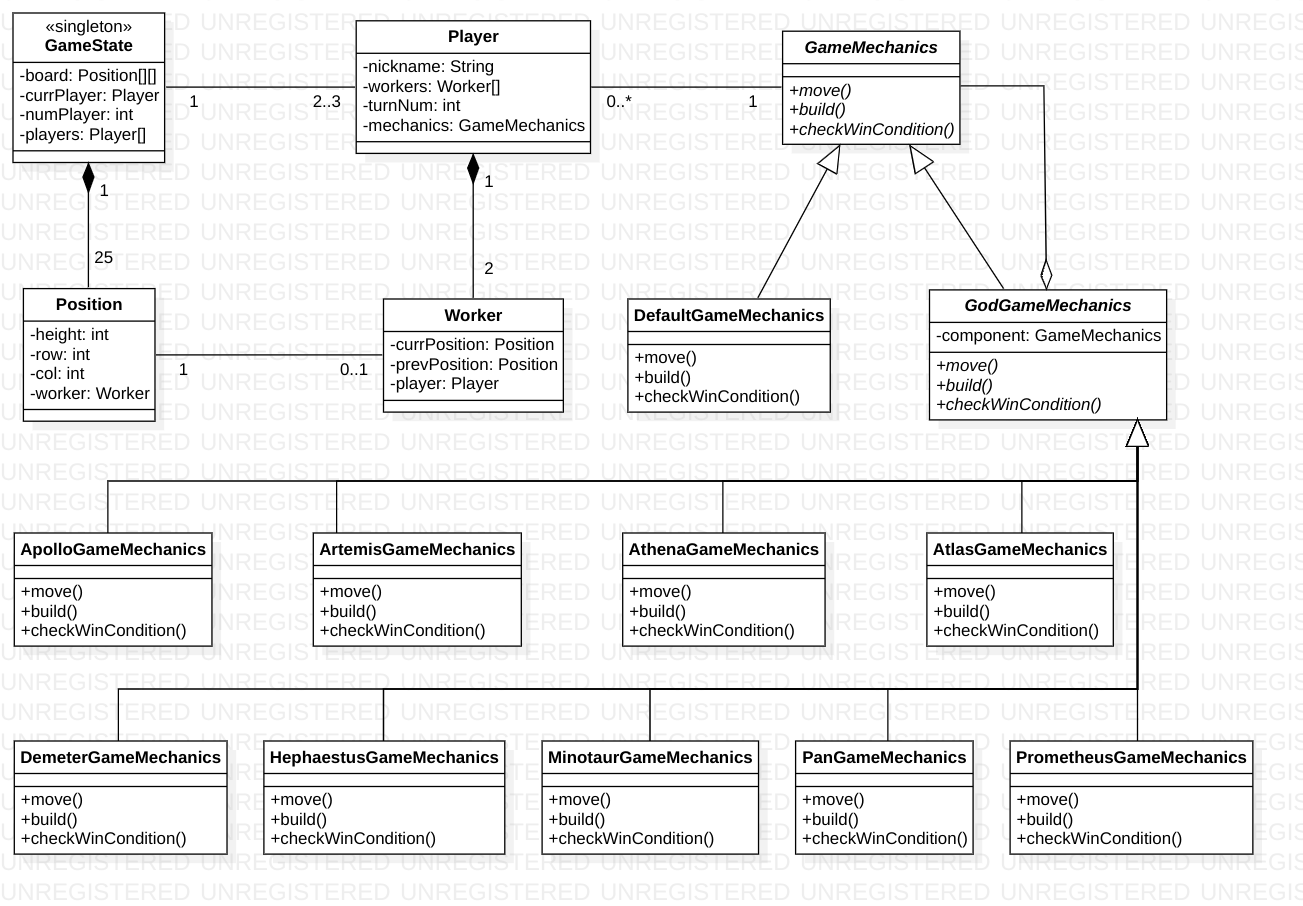 «singleton»
GameState
-board: Position[][]
-currPlayer: Player
-numPlayer: int
-players: Player[]
Player
-nickname: String
-workers: Worker[]
-turnNum: int
-mechanics: GameMechanics
GameMechanics
+move()
+build()
+checkWinCondition()
1
2..3
0..*
1
1
25
1
2
Position
-height: int
-row: int
-col: int
-worker: Worker
1
0..1
Worker
-currPosition: Position
-prevPosition: Position
-player: Player
DefaultGameMechanics
+move()
+build()
+checkWinCondition()
GodGameMechanics
-component: GameMechanics
+move()
+build()
+checkWinCondition()
ApolloGameMechanics
+move()
+build()
+checkWinCondition()
ArtemisGameMechanics
+move()
+build()
+checkWinCondition()
AthenaGameMechanics
+move()
+build()
+checkWinCondition()
AtlasGameMechanics
+move()
+build()
+checkWinCondition()
DemeterGameMechanics
+move()
+build()
+checkWinCondition()
HephaestusGameMechanics
+move()
+build()
+checkWinCondition()
MinotaurGameMechanics
+move()
+build()
+checkWinCondition()
PanGameMechanics
+move()
+build()
+checkWinCondition()
PrometheusGameMechanics
+move()
+build()
+checkWinCondition()
UNREGISTERED